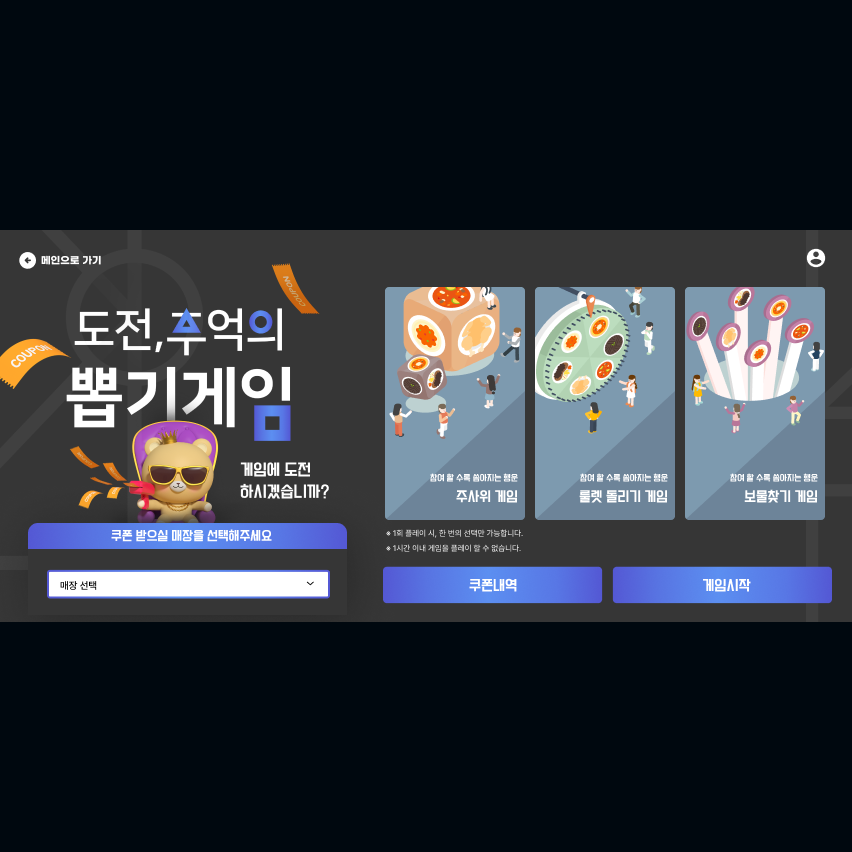 메인으로 가기
COUPON
COUPON
도전,추억의
뽑기게임
게임에 도전
하시겠습니까?
쿠폰 받으실 매장을 선택해주세요
매장 선택
참여 할 수록 쏟아지는 행운
주사위 게임
참여 할 수록 쏟아지는 행운
룰렛 돌리기 게임
참여 할 수록 쏟아지는 행운
보물찾기 게임
※ 1회 플레이 시, 한 번의 선택만 가능합니다.
※ 1시간 이내 게임을 플레이 할 수 없습니다.
쿠폰내역
게임시작